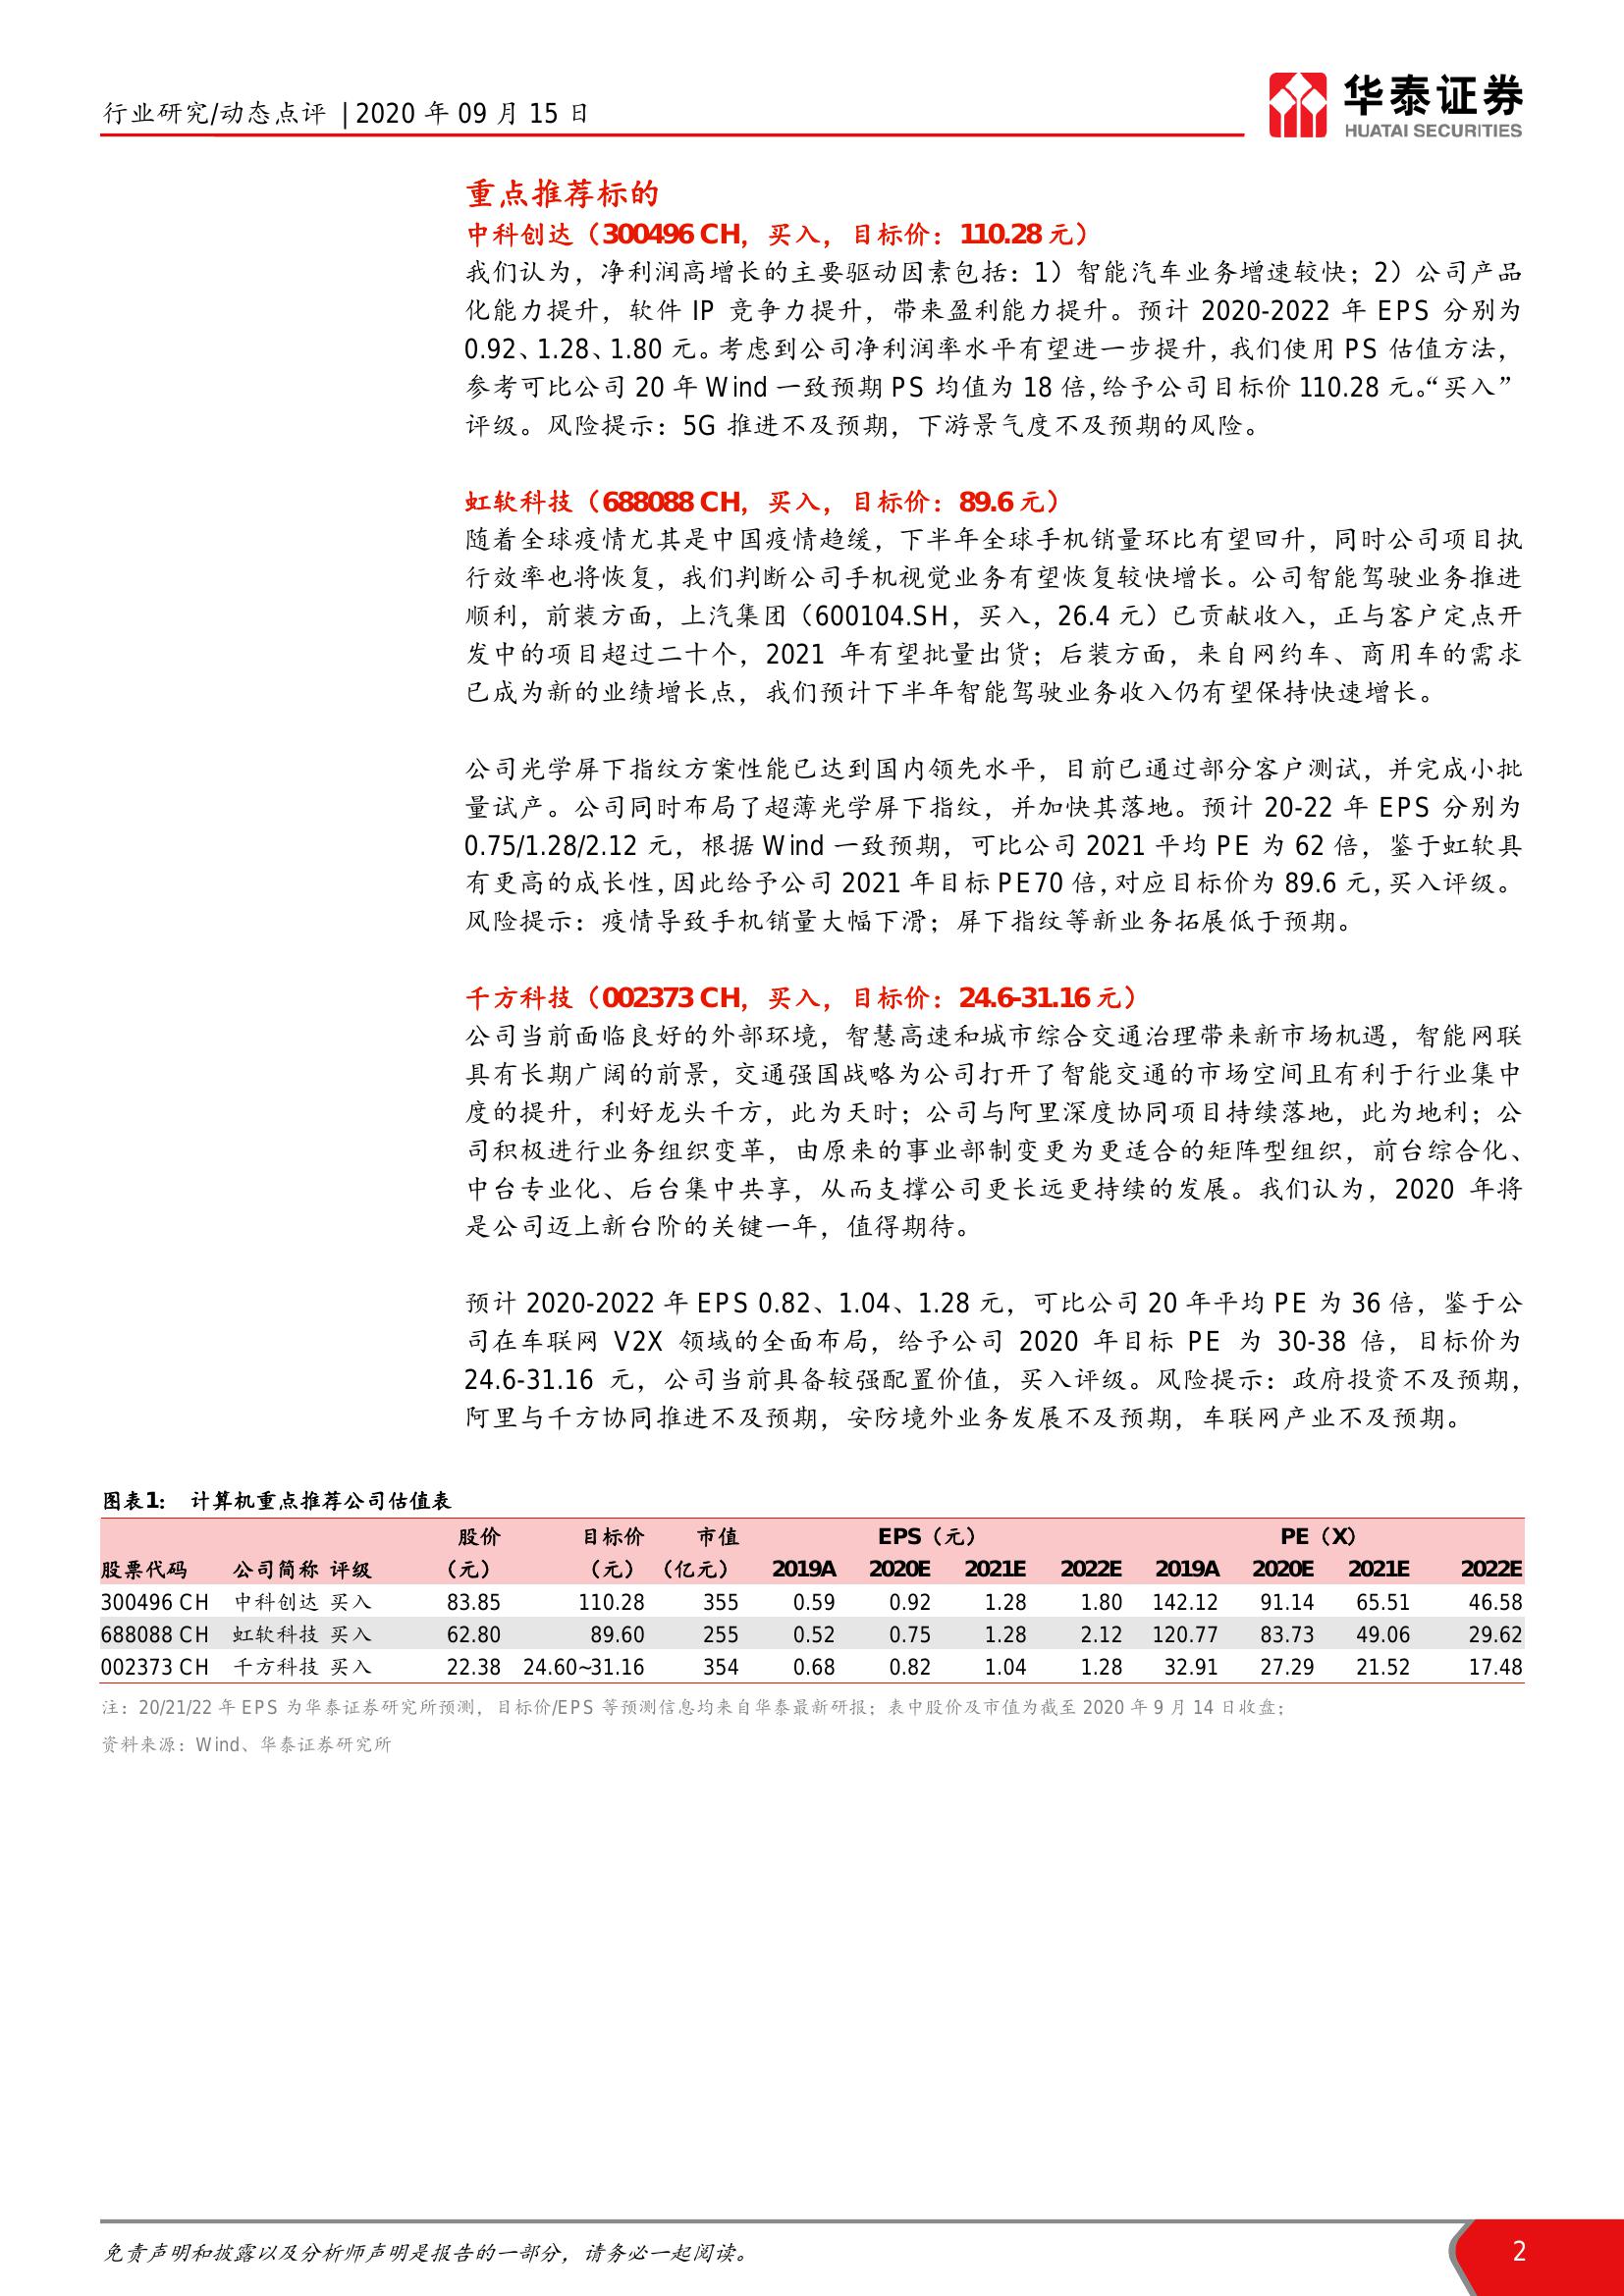 行业研究/动态点评 | 2020 年 09 月 15 日
华泰证券
HUATAI SECURITIES
重点推荐标的
中科创达（300496 CH，买入，目标价：110.28 元）
我们认为，净利润高增长的主要驱动因素包括：1）智能汽车业务增速较快；2）公司产品
化能力提升，软件 IP 竞争力提升，带来盈利能力提升。预计 2020-2022 年 EPS 分别为
0.92、1.28、1.80 元。考虑到公司净利润率水平有望进一步提升，我们使用 PS 估值方法，
参考可比公司 20 年 Wind 一致预期 PS 均值为 18 倍，给予公司目标价 110.28 元。“买入”
评级。风险提示：5G 推进不及预期，下游景气度不及预期的风险。
虹软科技（688088 CH，买入，目标价：89.6 元）
随着全球疫情尤其是中国疫情趋缓，下半年全球手机销量环比有望回升，同时公司项目执
行效率也将恢复，我们判断公司手机视觉业务有望恢复较快增长。公司智能驾驶业务推进
顺利，前装方面，上汽集团（600104.SH，买入，26.4 元）已贡献收入，正与客户定点开
发中的项目超过二十个，2021 年有望批量出货；后装方面，来自网约车、商用车的需求
已成为新的业绩增长点，我们预计下半年智能驾驶业务收入仍有望保持快速增长。
公司光学屏下指纹方案性能已达到国内领先水平，目前已通过部分客户测试，并完成小批
量试产。公司同时布局了超薄光学屏下指纹，并加快其落地。预计 20-22 年 EPS 分别为
0.75/1.28/2.12 元，根据 Wind 一致预期，可比公司 2021 平均 PE 为 62 倍，鉴于虹软具
有更高的成长性，因此给予公司 2021 年目标 PE70 倍，对应目标价为 89.6 元，买入评级。
风险提示：疫情导致手机销量大幅下滑；屏下指纹等新业务拓展低于预期。
千方科技（002373 CH，买入，目标价：24.6-31.16 元）
公司当前面临良好的外部环境，智慧高速和城市综合交通治理带来新市场机遇，智能网联
具有长期广阔的前景，交通强国战略为公司打开了智能交通的市场空间且有利于行业集中
度的提升，利好龙头千方，此为天时；公司与阿里深度协同项目持续落地，此为地利；公
司积极进行业务组织变革，由原来的事业部制变更为更适合的矩阵型组织，前台综合化、
中台专业化、后台集中共享，从而支撑公司更长远更持续的发展。我们认为，2020 年将
是公司迈上新台阶的关键一年，值得期待。
预计 2020-2022 年 EPS 0.82、1.04、1.28 元，可比公司 20 年平均 PE 为 36 倍，鉴于公
司在车联网 V2X 领域的全面布局，给予公司 2020 年目标 PE 为 30-38 倍，目标价为
24.6-31.16 元，公司当前具备较强配置价值，买入评级。风险提示：政府投资不及预期，
阿里与千方协同推进不及预期，安防境外业务发展不及预期，车联网产业不及预期。
图表1： 计算机重点推荐公司估值表
股价 目标价 市值 EPS（元） PE（X）
股票代码 公司简称 评级 （元） （元） （亿元） 2019A 2020E 2021E 2022E 2019A 2020E 2021E 2022E
300496 CH 中科创达 买入 83.85 110.28 355 0.59 0.92 1.28 1.80 142.12 91.14 65.51 46.58
688088 CH 虹软科技 买入 62.80 89.60 255 0.52 0.75 1.28 2.12 120.77 83.73 49.06 29.62
002373 CH 千方科技 买入 22.38 24.60~31.16 354 0.68 0.82 1.04 1.28 32.91 27.29 21.52 17.48
注：20/21/22 年 EPS 为华泰证券研究所预测，目标价/EPS 等预测信息均来自华泰最新研报；表中股价及市值为截至 2020 年 9 月 14 日收盘；
资料来源：Wind、华泰证券研究所
免责声明和披露以及分析师声明是报告的一部分，请务必一起阅读。
2